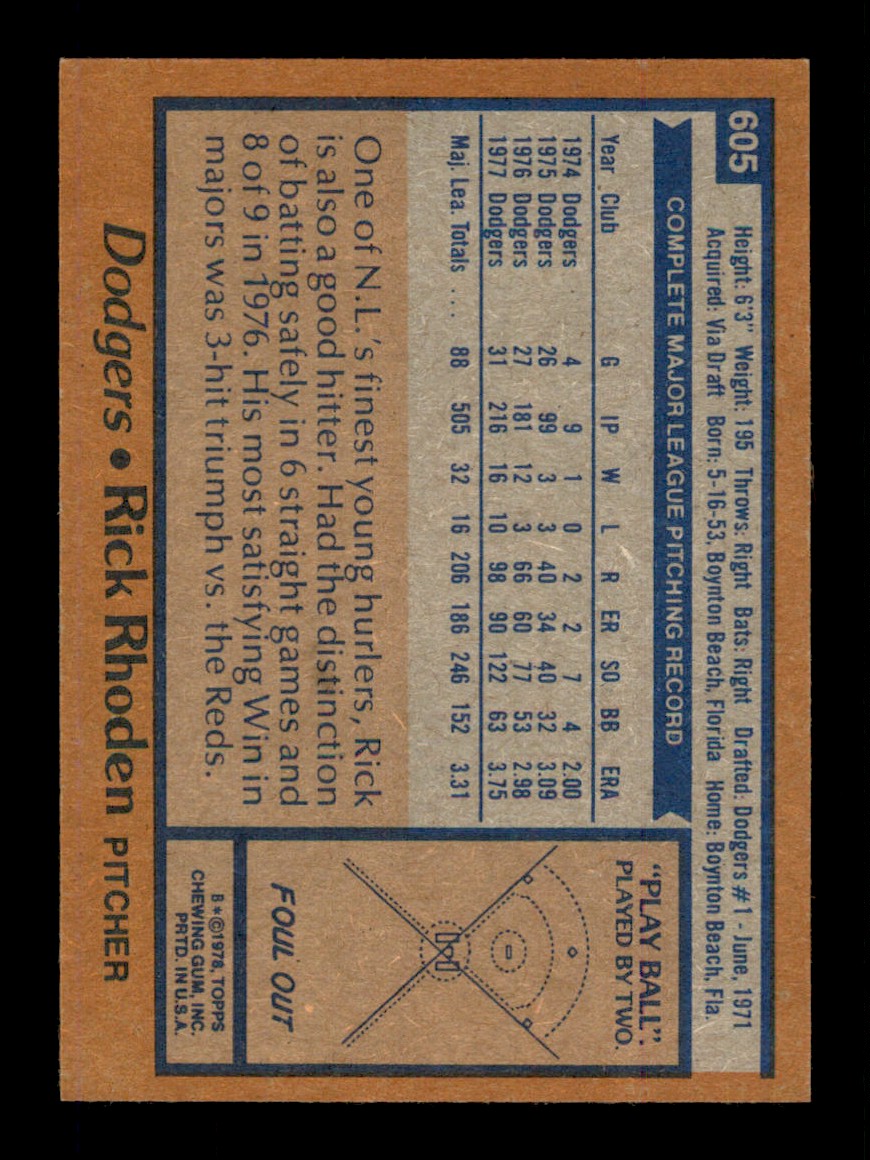 605
Height: 6'3" Weight: 195 Throws: Right Bats: Right Drafted: Dodgers #1 - June, 1971
Acquired: Via Draft Born: 5-16-53, Boynton Beach, Florida Home: Boynton Beach, Fla.
COMPLETE MAJOR LEAGUE PITCHING RECORD
Year Club G IP W L R ER SO BB ERA
1974 Dodgers 4 9 1 0 2 2 7 4 2.00
1975 Dodgers 26 99 3 3 40 34 40 32 3.09
1976 Dodgers 27 181 12 3 66 60 77 53 2.98
1977 Dodgers 31 216 16 10 98 90 122 63 3.75
Maj. Lea. Totals .... 88 505 32 16 206 186 246 152 3.31
One of N.L.'s finest young hurlers, Rick
is also a good hitter. Had the distinction
of batting safely in 6 straight games and
8 of 9 in 1976. His most satisfying Win in
majors was 3-hit triumph vs. the Reds.
"PLAY BALL":
PLAYED BY TWO.
FOUL OUT
B*©1978, TOPPS
CHEWING GUM, INC.
PRTD. IN U.S.A.
Dodgers • Rick Rhoden PITCHER